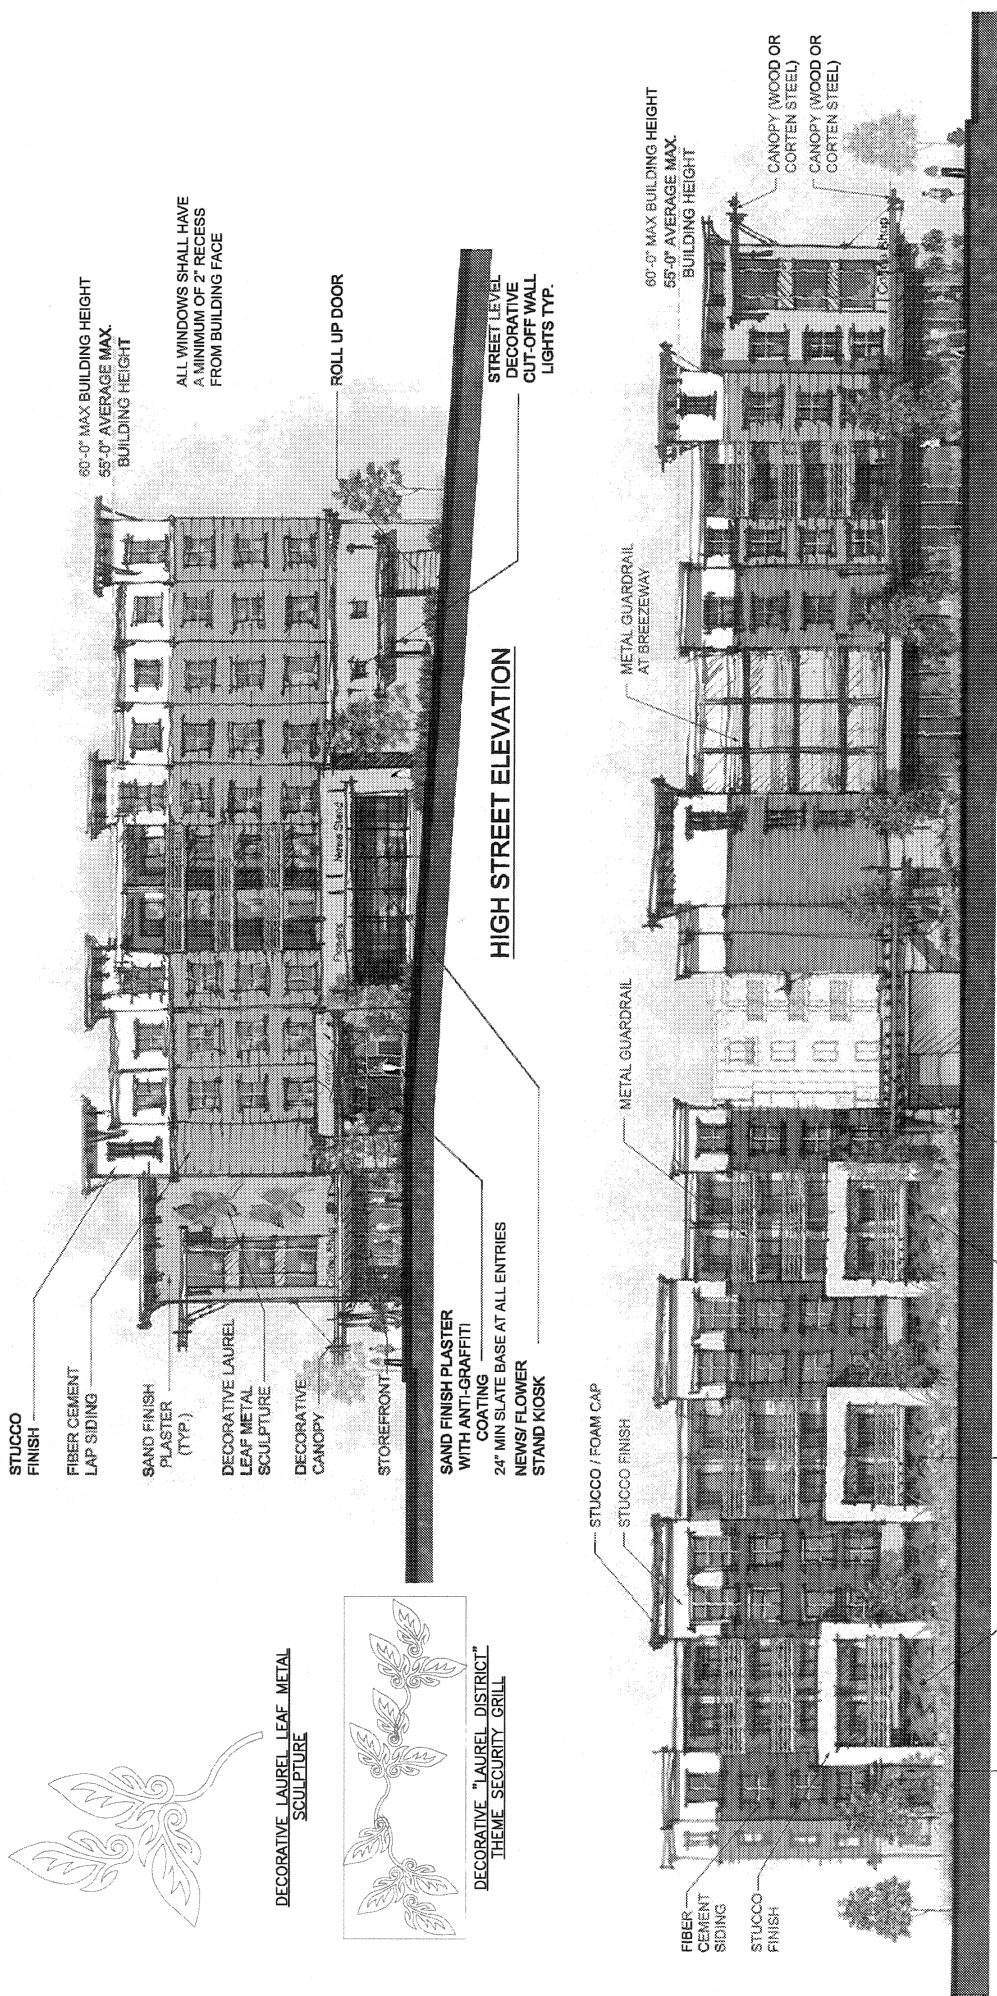 STUCCO
FINISH
FIBER CEMENT
LAP SIDING
SAND FINISH
PLASTER
(TYP.)
DECORATIVE LAUREL
LEAF METAL
SCULPTURE
DECORATIVE
CANOPY
STOREFRONT
SAND FINISH PLASTER
WITH ANTI-GRAFFITI
COATING
24" MIN SLATE BASE AT ALL ENTRIES
NEWS/ FLOWER
STAND KIOSK
60'-0" MAX BUILDING HEIGHT
55'-0" AVERAGE MAX.
BUILDING HEIGHT
ALL WINDOWS SHALL HAVE
A MINIMUM OF 2" RECESS
FROM BUILDING FACE
ROLL UP DOOR
STREET LEVEL
DECORATIVE
CUT-OFF WALL
LIGHTS TYP.
Flowers
News Stand
HIGH STREET ELEVATION
DECORATIVE LAUREL LEAF METAL
SCULPTURE
DECORATIVE "LAUREL DISTRICT"
THEME SECURITY GRILL
STUCCO / FOAM CAP
STUCCO FINISH
METAL GUARDRAIL
METAL GUARDRAIL
AT BREEZEWAY
60'-0" MAX BUILDING HEIGHT
55'-0" AVERAGE MAX.
BUILDING HEIGHT
CANOPY (WOOD OR
CORTEN STEEL)
CANOPY (WOOD OR
CORTEN STEEL)
Coffee Shop
FIBER
CEMENT
SIDING
STUCCO
FINISH